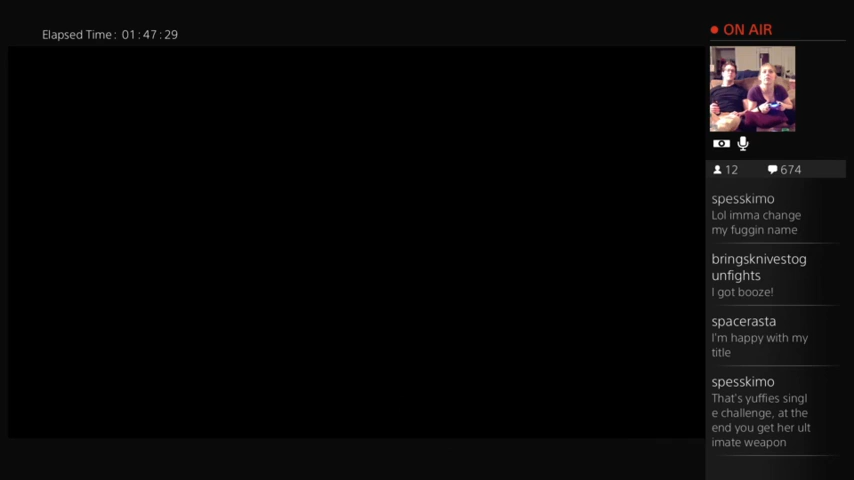 Elapsed Time: 01:47:29
ON AIR
12 674
spesskimo
Lol imma change
my fuggin name
bringsknivestog
unfights
I got booze!
spacerasta
I'm happy with my
title
spesskimo
That's yuffies singl
e challenge, at the
end you get her ult
imate weapon